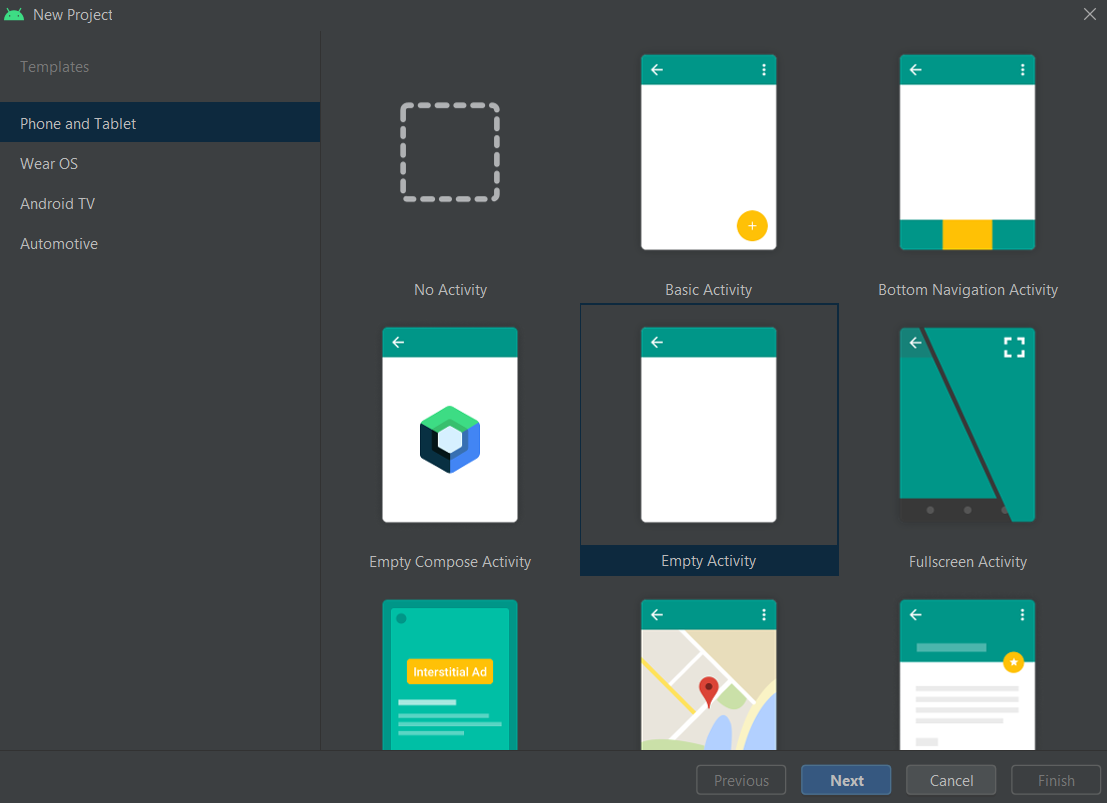 New Project
Templates
Phone and Tablet
Wear OS
Android TV
Automotive
No Activity
Basic Activity
Bottom Navigation Activity
Empty Compose Activity
Empty Activity
Fullscreen Activity
Interstitial Ad
Previous
Next
Cancel
Finish